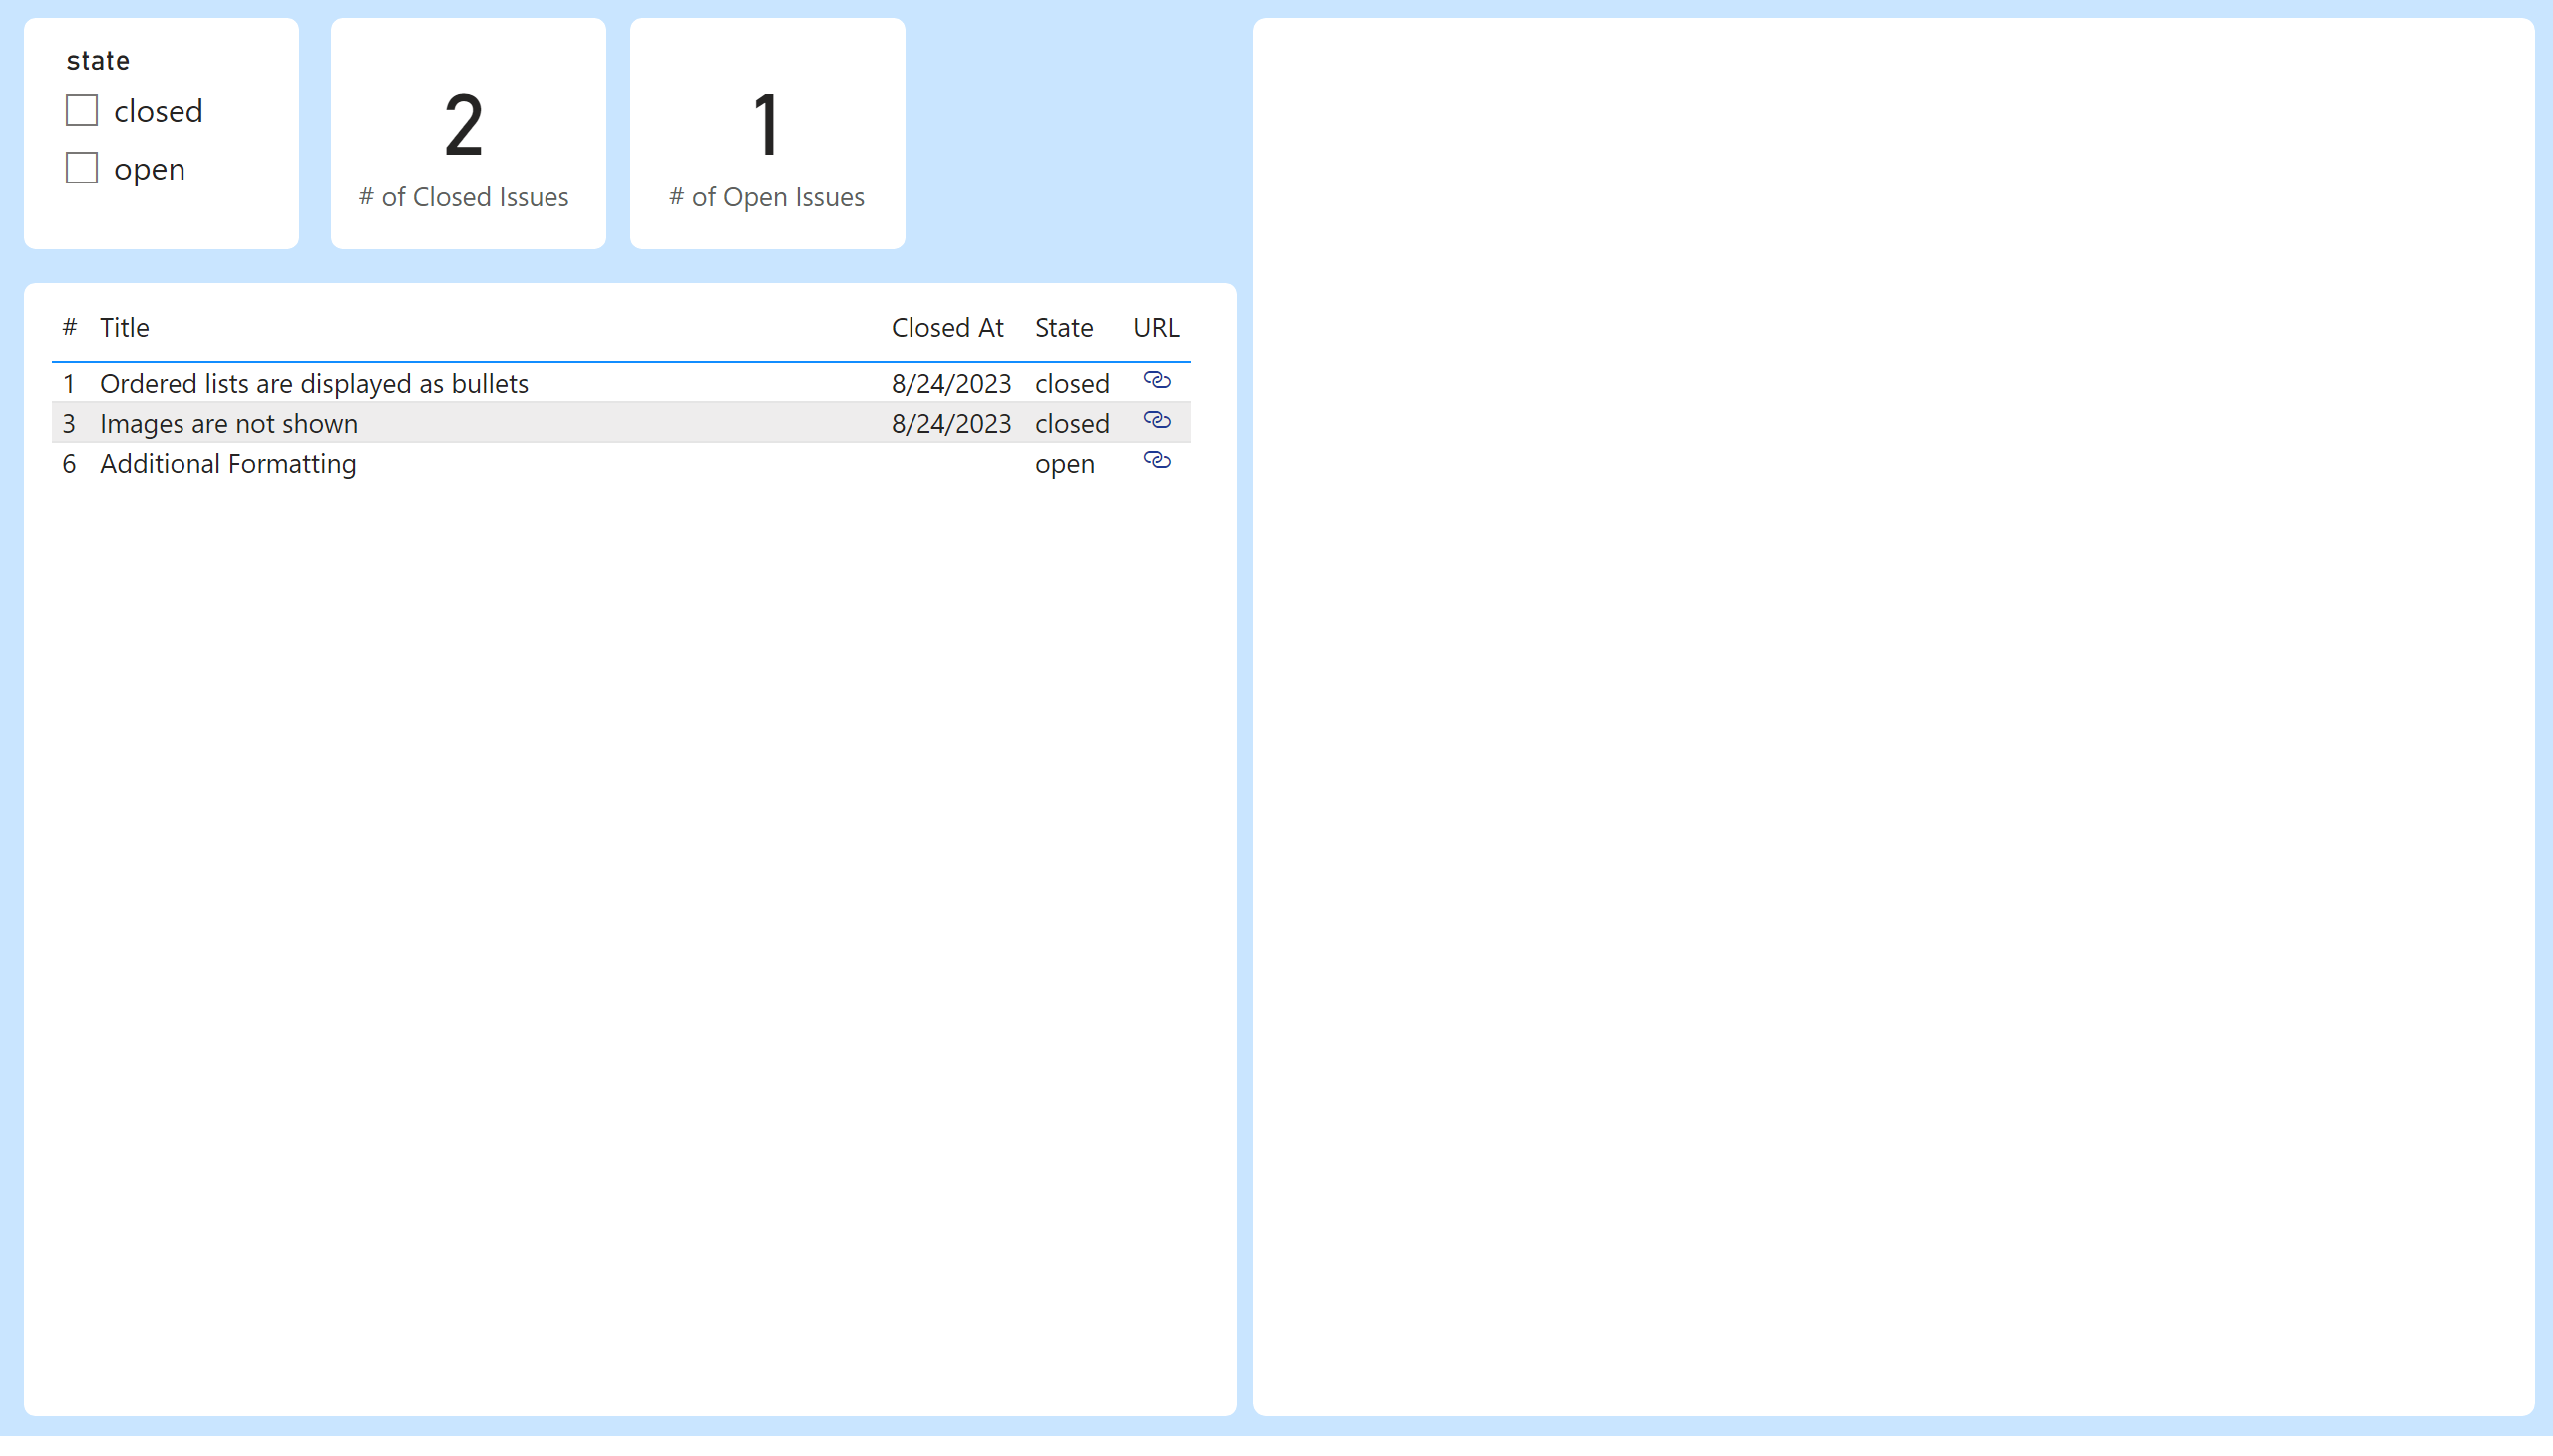 state
closed
open
2
# of Closed Issues
1
# of Open Issues
# Title Closed At State URL
1 Ordered lists are displayed as bullets 8/24/2023 closed
3 Images are not shown 8/24/2023 closed
6 Additional Formatting open